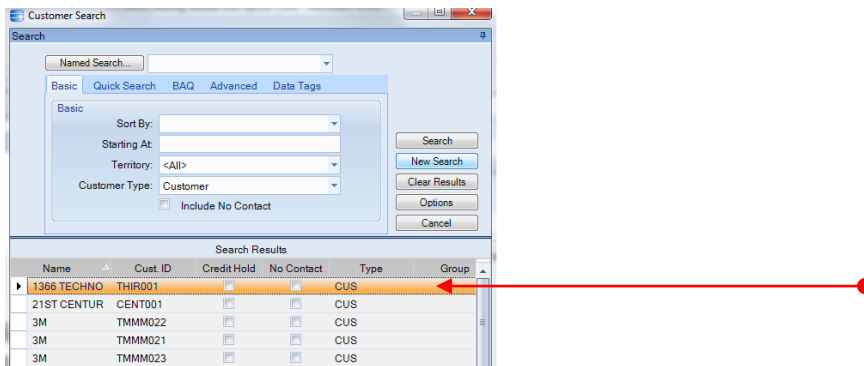 Customer Search
Search
Named Search...
Basic Quick Search BAQ Advanced Data Tags
Basic
Sort By:
Starting At:
Territory: <All>
Customer Type: Customer
Include No Contact
Search
New Search
Clear Results
Options
Cancel
Search Results
Name Cust. ID Credit Hold No Contact Type Group
1366 TECHNO THIR001 CUS
21ST CENTUR CENT001 CUS
3M TMMM022 CUS
3M TMMM021 CUS
3M TMMM023 CUS